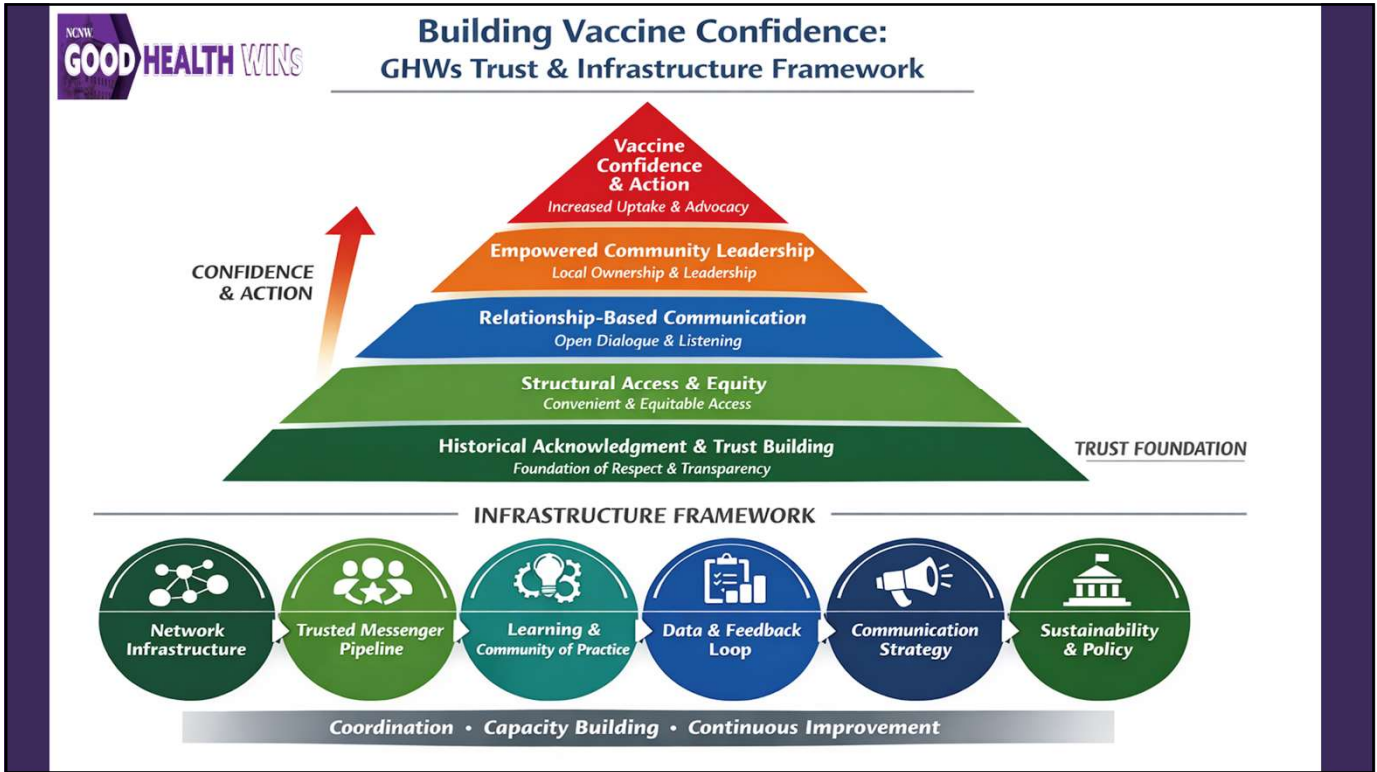 NCNW
GOOD HEALTH WINS
Building Vaccine Confidence:
GHWs Trust & Infrastructure Framework
Vaccine
Confidence
& Action
Increased Uptake & Advocacy
Empowered Community Leadership
Local Ownership & Leadership
CONFIDENCE
& ACTION
Relationship-Based Communication
Open Dialogue & Listening
Structural Access & Equity
Convenient & Equitable Access
Historical Acknowledgment & Trust Building
Foundation of Respect & Transparency
TRUST FOUNDATION
INFRASTRUCTURE FRAMEWORK
Network
Infrastructure
Trusted Messenger
Pipeline
Learning &
Community of Practice
Data & Feedback
Loop
Communication
Strategy
Sustainability
& Policy
Coordination • Capacity Building • Continuous Improvement